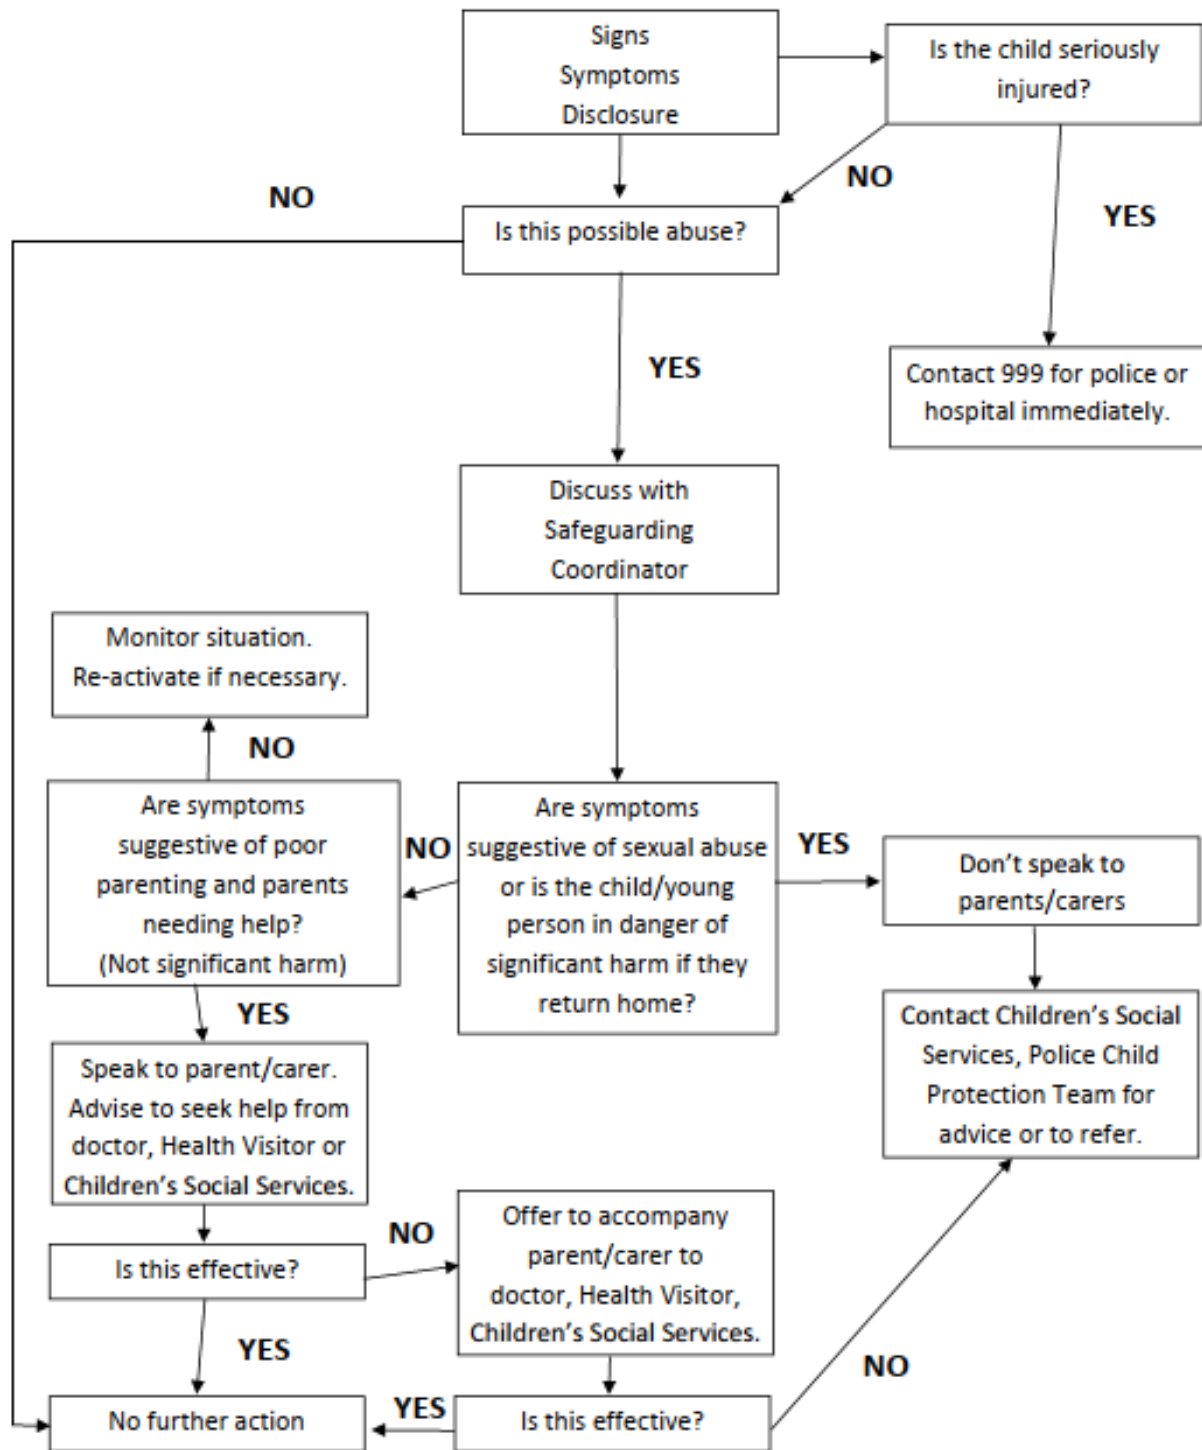 Signs
Symptoms
Disclosure
Is the child seriously
injured?
NO
NO
YES
Is this possible abuse?
YES
Contact 999 for police or
hospital immediately.
Discuss with
Safeguarding
Coordinator
Monitor situation.
Re-activate if necessary.
NO
Are symptoms
suggestive of poor
parenting and parents
needing help?
(Not significant harm)
NO
Are symptoms
suggestive of sexual abuse
or is the child/young
person in danger of
significant harm if they
return home?
YES
Don’t speak to
parents/carers
YES
Contact Children’s Social
Services, Police Child
Protection Team for
advice or to refer.
Speak to parent/carer.
Advise to seek help from
doctor, Health Visitor or
Children’s Social Services.
NO
Offer to accompany
parent/carer to
doctor, Health Visitor,
Children’s Social Services.
Is this effective?
YES
NO
No further action
YES
Is this effective?